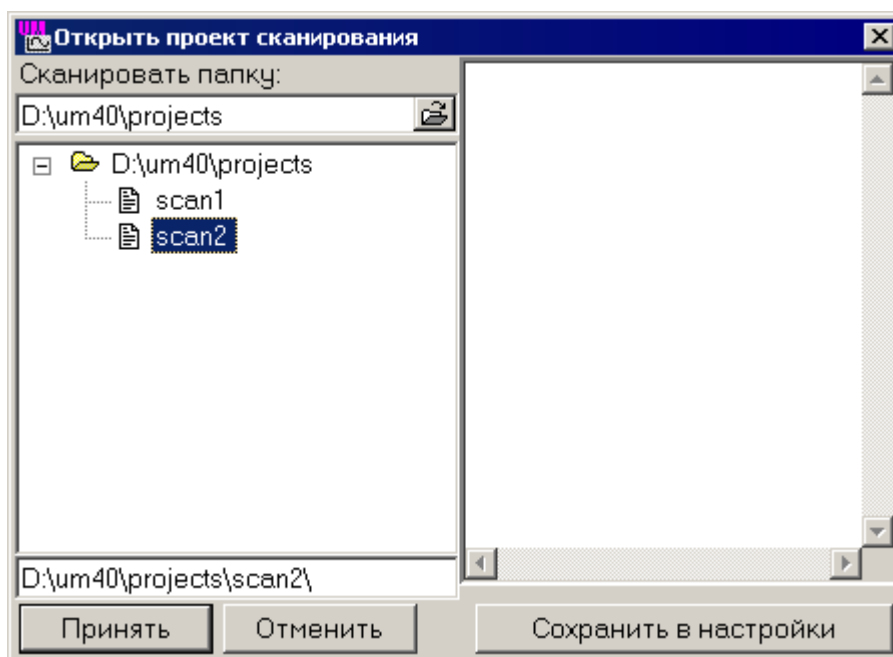 Открыть проект сканирования
Сканировать папку:
D:\um40\projects
D:\um40\projects
scan1
scan2
D:\um40\projects\scan2\
Принять
Отменить
Сохранить в настройки